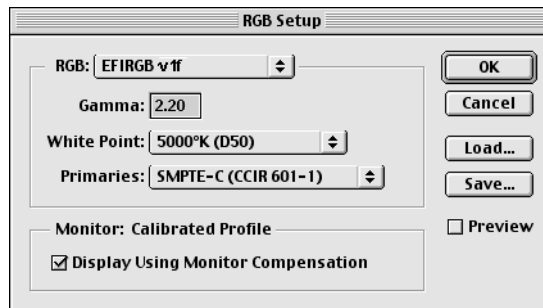 RGB Setup
RGB: EFIRGB v1f
Gamma: 2.20
White Point: 5000°K (D50)
Primaries: SMPTE-C (CCIR 601-1)
Monitor: Calibrated Profile
Display Using Monitor Compensation
OK
Cancel
Load...
Save...
Preview